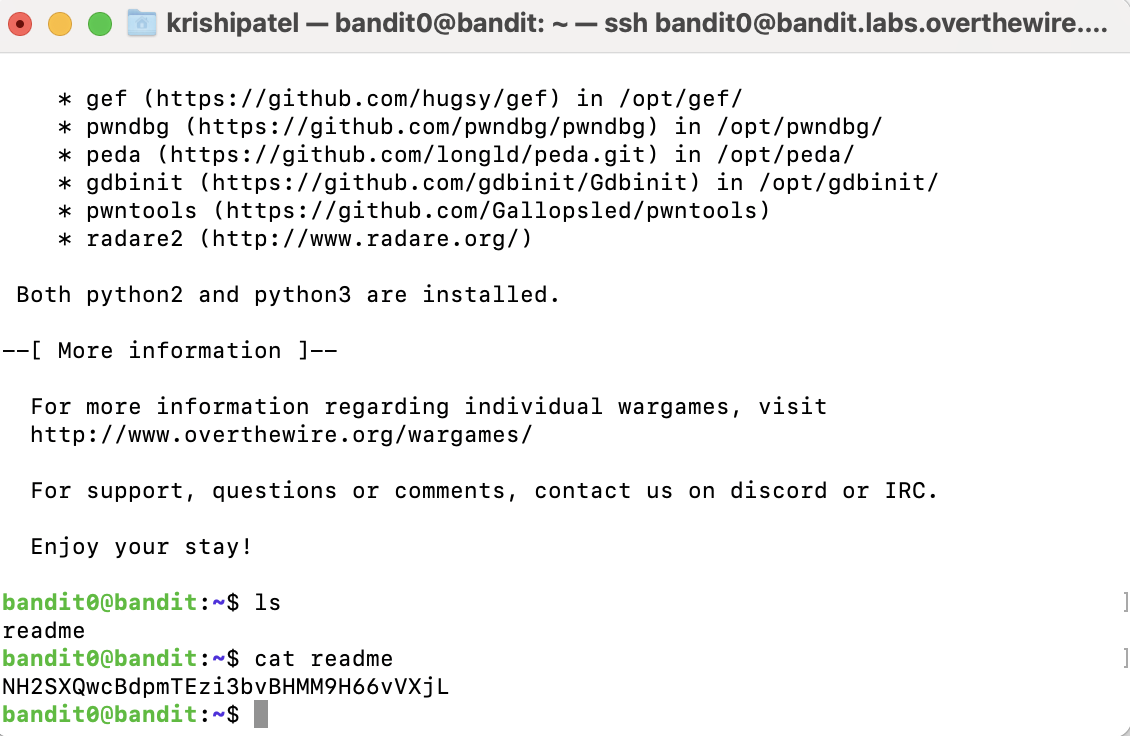 krishipatel — bandit0@bandit: ~ — ssh bandit0@bandit.labs.overthewire....
* gef (https://github.com/hugsy/gef) in /opt/gef/
* pwndbg (https://github.com/pwndbg/pwndbg) in /opt/pwndbg/
* peda (https://github.com/longld/peda.git) in /opt/peda/
* gdbinit (https://github.com/gdbinit/Gdbinit) in /opt/gdbinit/
* pwntools (https://github.com/Gallopsled/pwntools)
* radare2 (http://www.radare.org/)
Both python2 and python3 are installed.
--[ More information ]--
For more information regarding individual wargames, visit
http://www.overthewire.org/wargames/
For support, questions or comments, contact us on discord or IRC.
Enjoy your stay!
bandit0@bandit:~$ ls ]
readme
bandit0@bandit:~$ cat readme ]
NH2SXQwcBdpmTEzi3bvBHMM9H66vVXjL
bandit0@bandit:~$